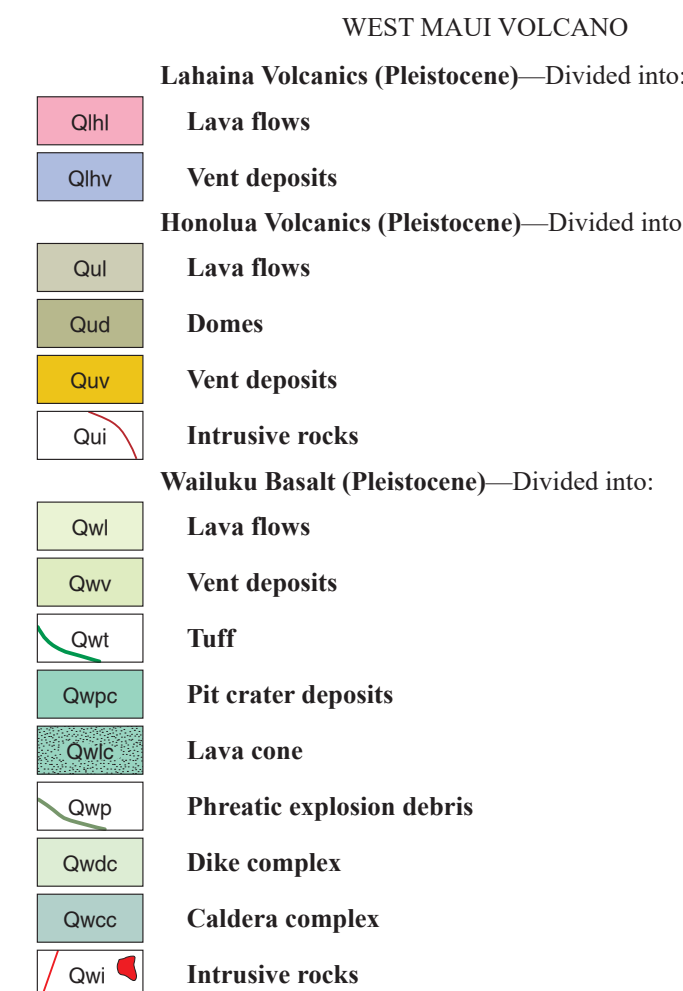 WEST MAUI VOLCANO
Lahaina Volcanics (Pleistocene)—Divided into:
Qlhl Lava flows
Qlhv Vent deposits
Honolua Volcanics (Pleistocene)—Divided into
Qul Lava flows
Qud Domes
Quv Vent deposits
Qui Intrusive rocks
Wailuku Basalt (Pleistocene)—Divided into:
Qwl Lava flows
Qwv Vent deposits
Qwt Tuff
Qwpc Pit crater deposits
Qwlc Lava cone
Qwp Phreatic explosion debris
Qwdc Dike complex
Qwcc Caldera complex
Qwi Intrusive rocks